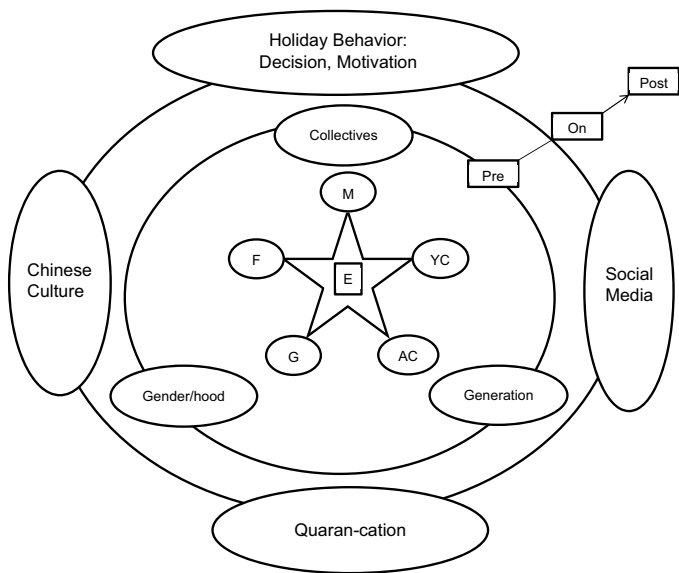 Holiday Behavior:
Decision, Motivation
Post
On
Collectives
Pre
M
F
YC
E
Chinese
Culture
Social
Media
G
AC
Gender/hood
Generation
Quaran-cation